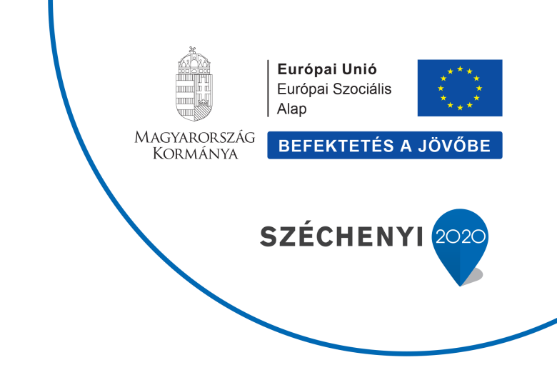 Európai Unió
Európai Szociális
Alap
MAGYARORSZÁG
KORMÁNYA
BEFEKTETÉS A JÖVŐBE
SZÉCHENYI 2020